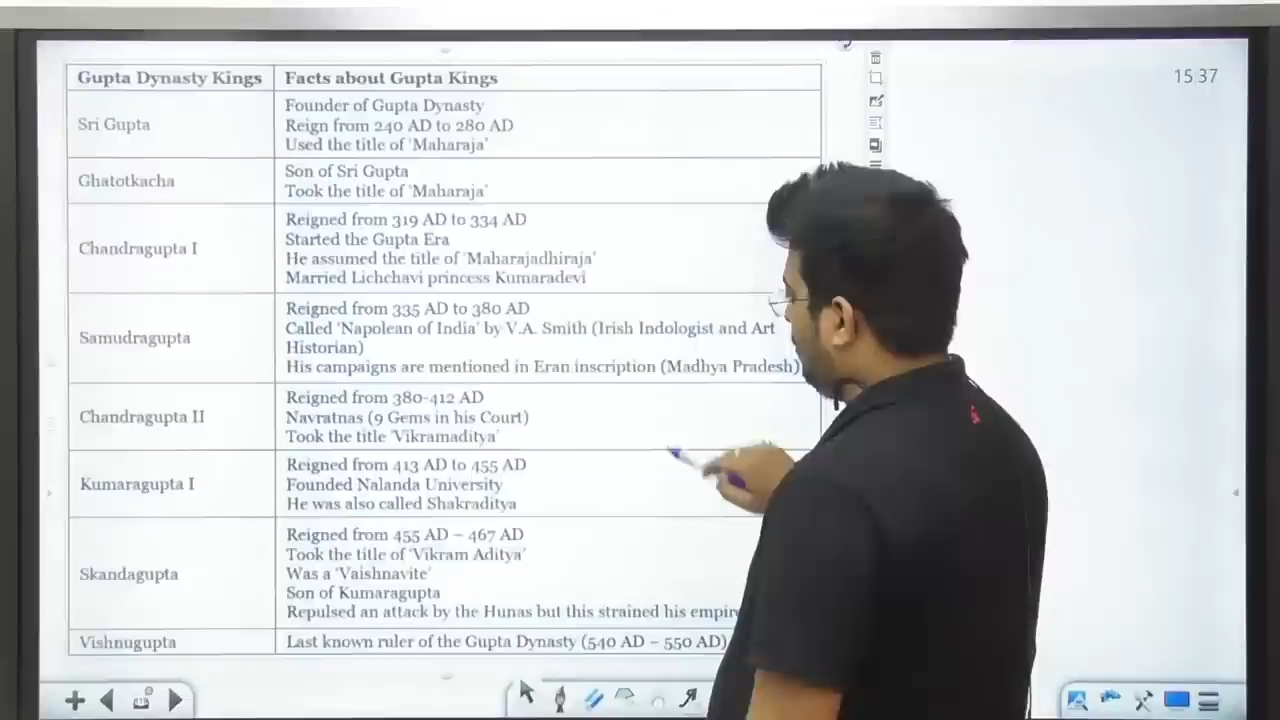 Gupta Dynasty Kings Facts about Gupta Kings
Sri Gupta
Founder of Gupta Dynasty
Reign from 240 AD to 280 AD
Used the title of 'Maharaja'
Ghatotkacha
Son of Sri Gupta
Took the title of 'Maharaja'
Chandragupta I
Reigned from 319 AD to 334 AD
Started the Gupta Era
He assumed the title of 'Maharajadhiraja'
Married Lichchavi princess Kumaradevi
Samudragupta
Reigned from 335 AD to 380 AD
Called 'Napolean of India' by V.A. Smith (Irish Indologist and Art
Historian)
His campaigns are mentioned in Eran inscription (Madhya Pradesh)
Chandragupta II
Reigned from 380-412 AD
Navratnas (9 Gems in his Court)
Took the title 'Vikramaditya'
Kumaragupta I
Reigned from 413 AD to 455 AD
Founded Nalanda University
He was also called Shakraditya
Skandagupta
Reigned from 455 AD – 467 AD
Took the title of 'Vikram Aditya'
Was a 'Vaishnavite'
Son of Kumaragupta
Repulsed an attack by the Hunas but this strained his empire
Vishnugupta
Last known ruler of the Gupta Dynasty (540 AD – 550 AD)
15 37